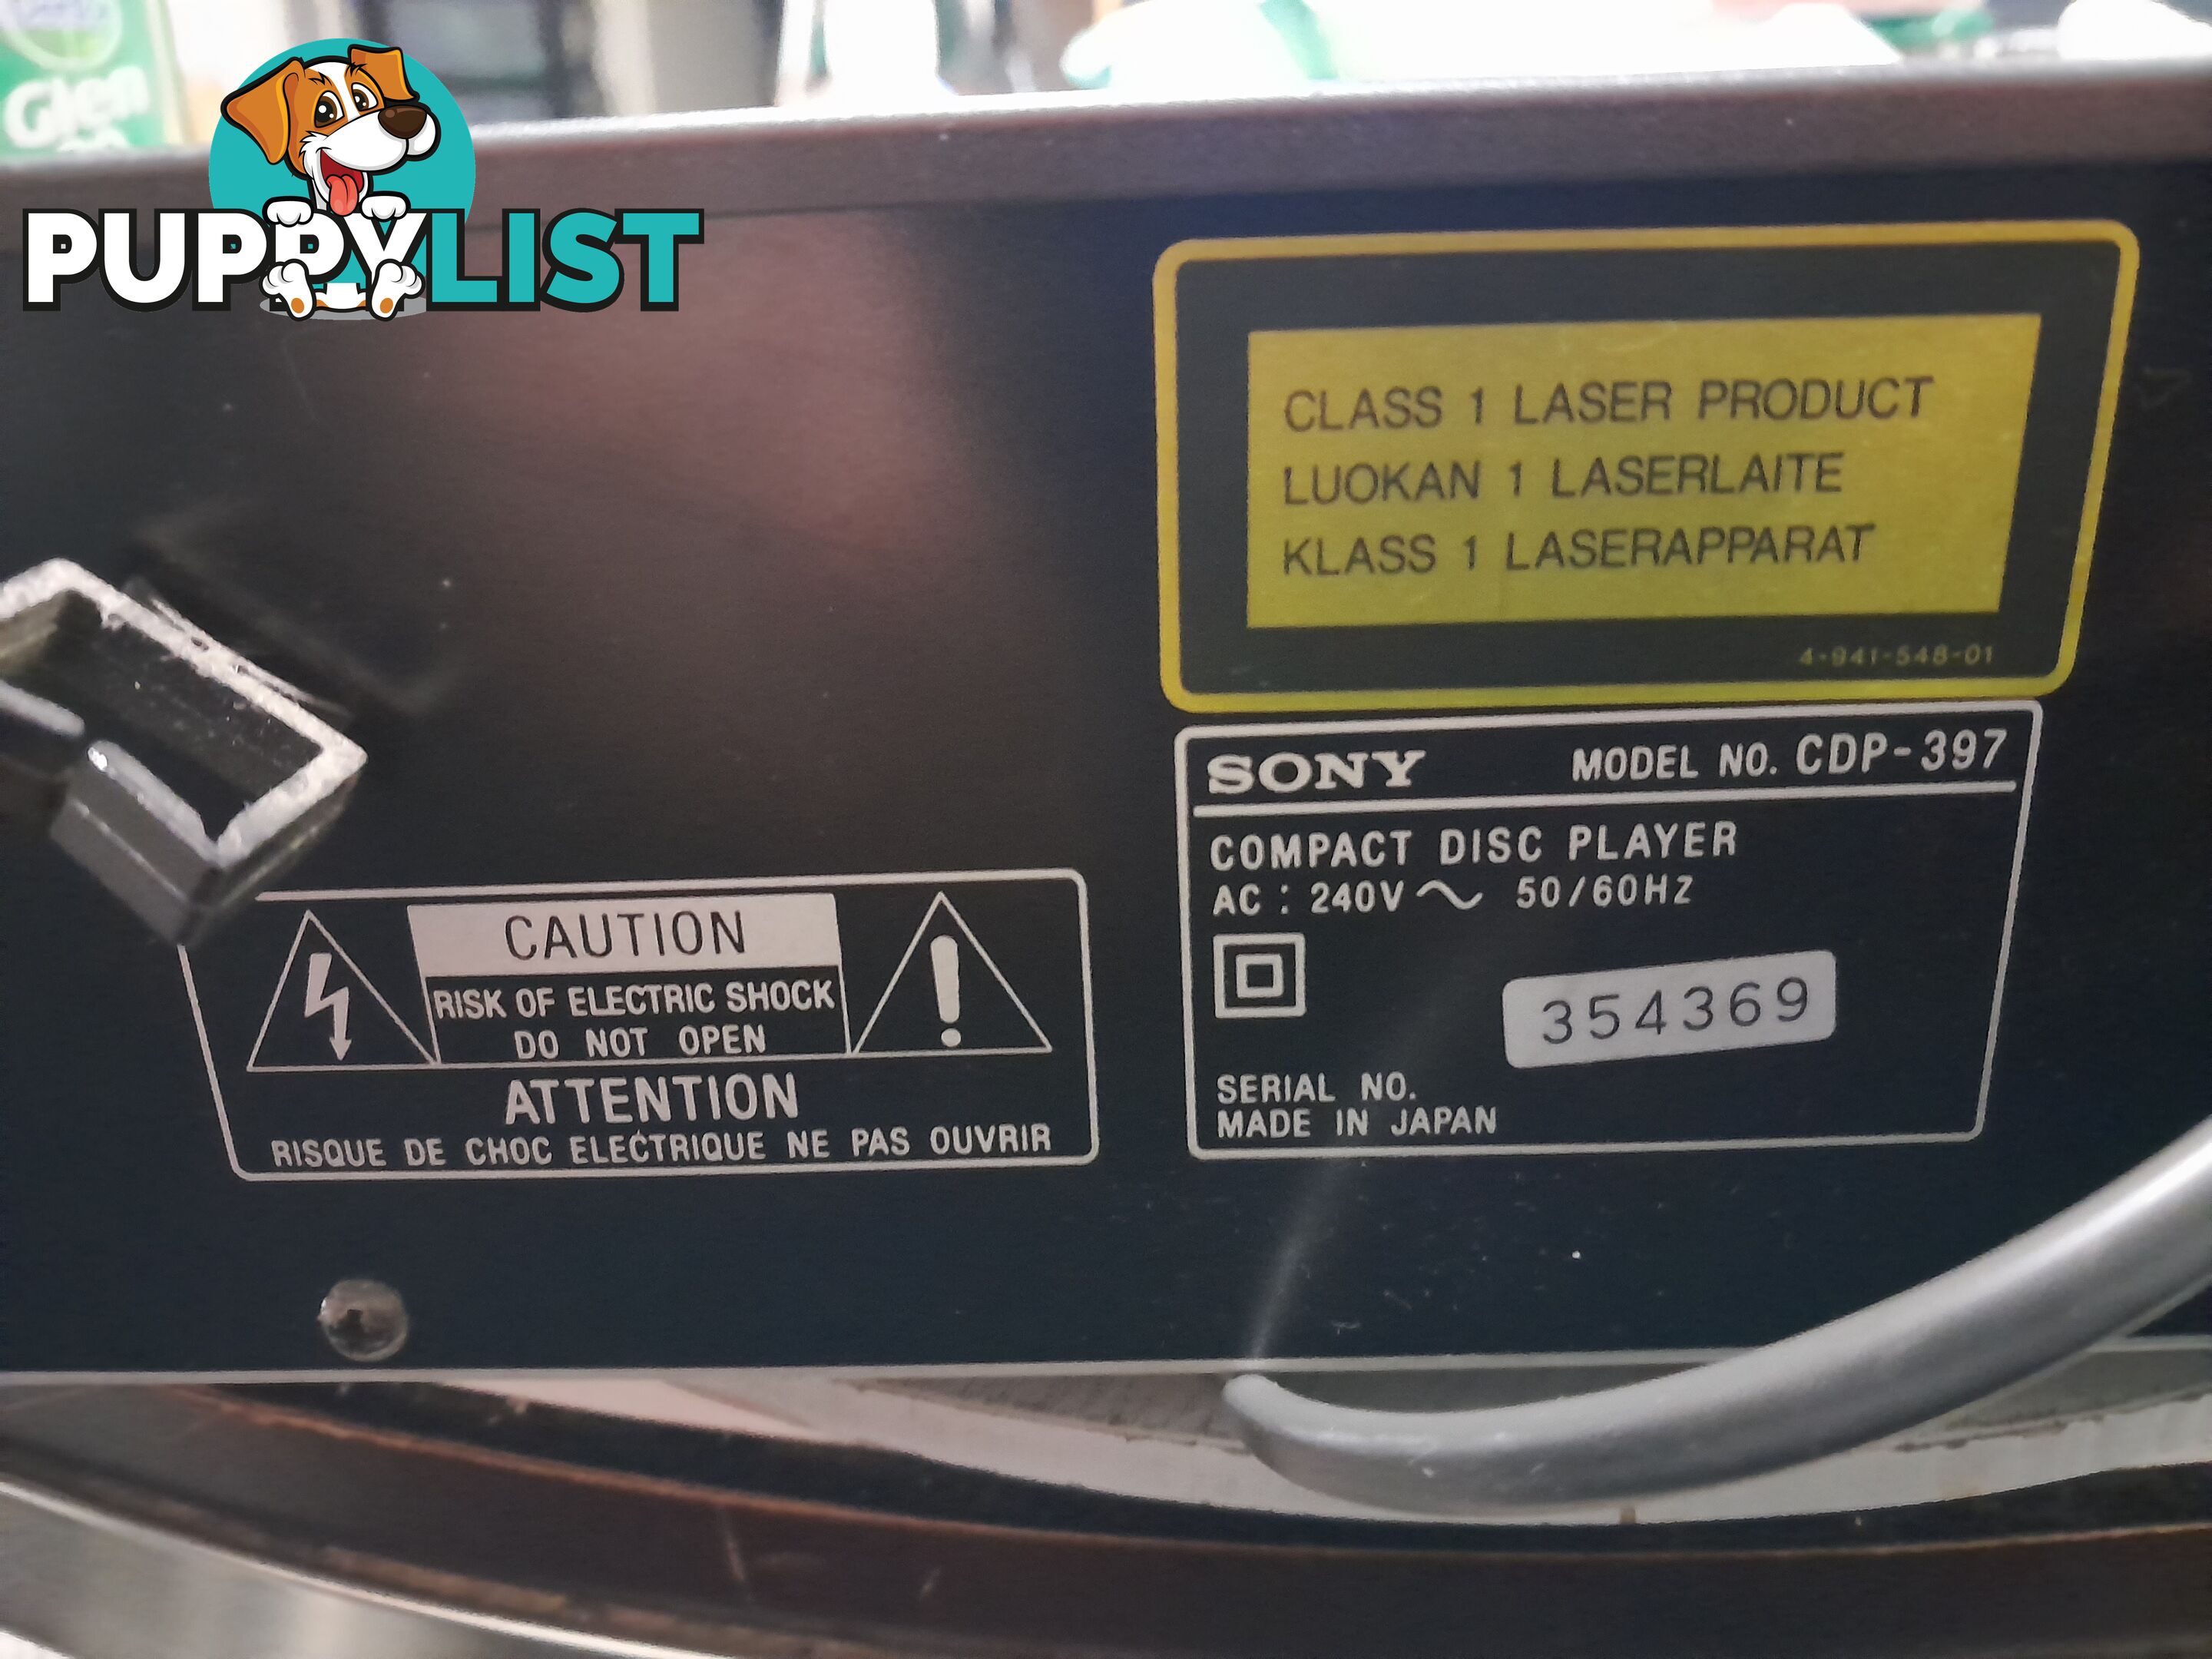 Glen
20
PUPPYLIST
CLASS 1 LASER PRODUCT
LUOKAN 1 LASERLAITE
KLASS 1 LASERAPPARAT
4-941-548-01
SONY MODEL NO. CDP-397
COMPACT DISC PLAYER
AC : 240V ~ 50/60HZ
354369
SERIAL NO.
MADE IN JAPAN
CAUTION
RISK OF ELECTRIC SHOCK
DO NOT OPEN
ATTENTION
RISQUE DE CHOC ELECTRIQUE NE PAS OUVRIR